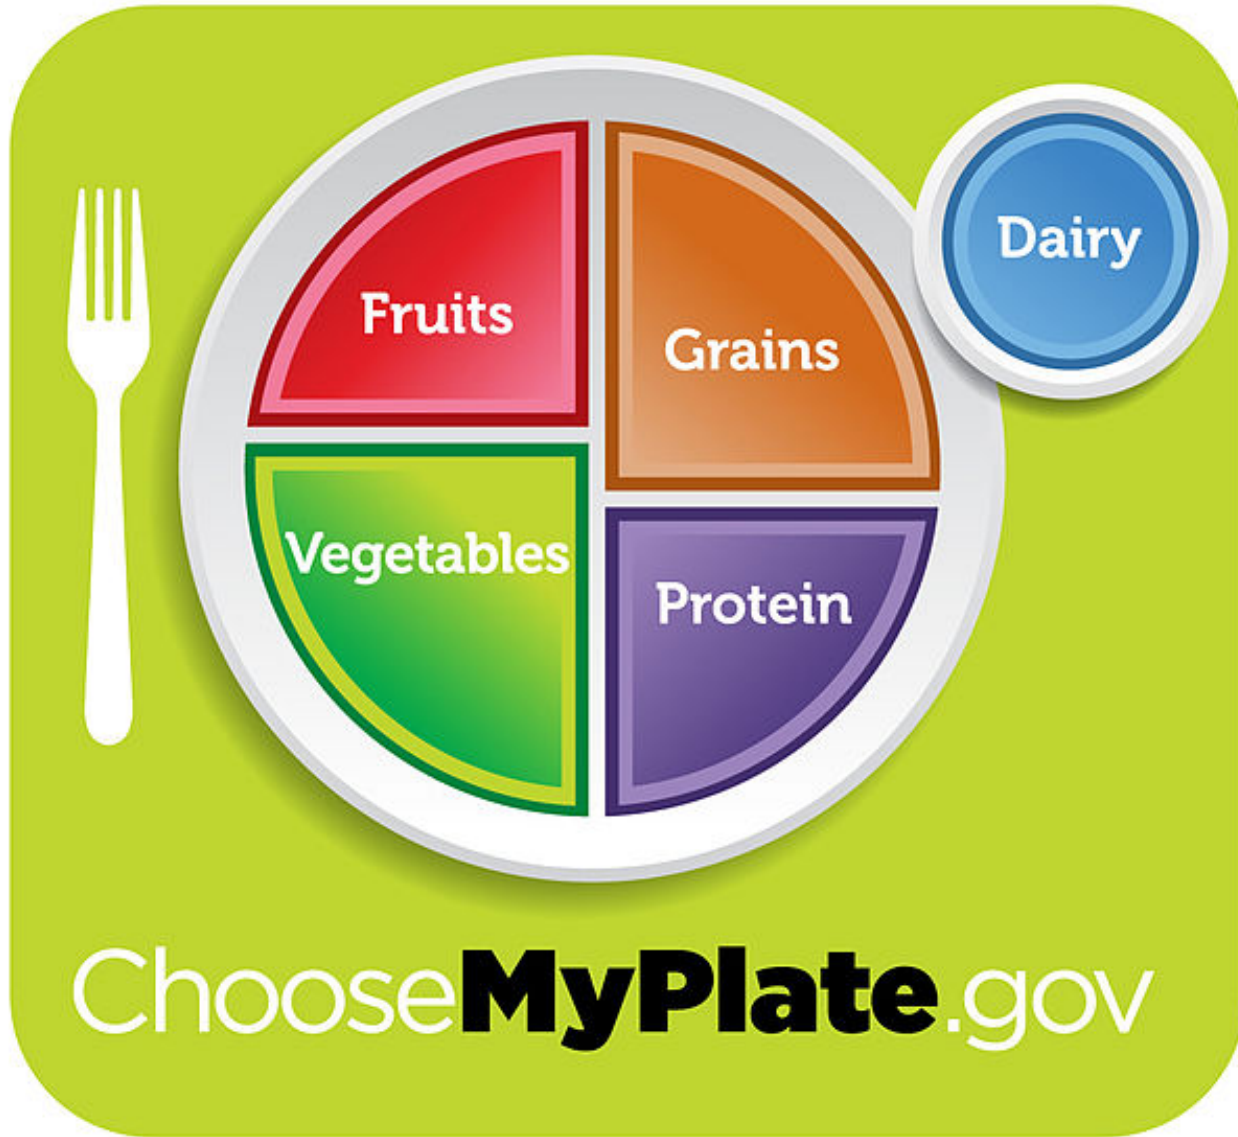 Fruits
Grains
Dairy
Vegetables
Protein
ChooseMyPlate.gov